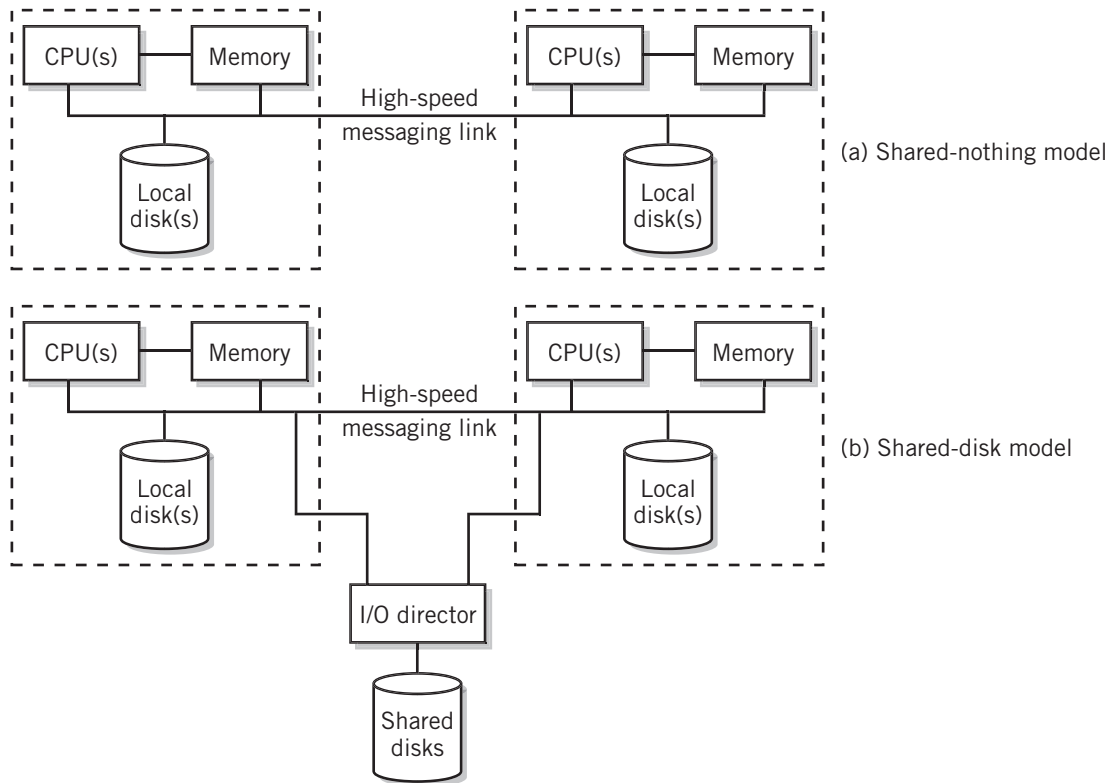 CPU(s)
Memory
High-speed
messaging link
CPU(s)
Memory
Local
disk(s)
Local
disk(s)
(a) Shared-nothing model
CPU(s)
Memory
High-speed
messaging link
CPU(s)
Memory
Local
disk(s)
Local
disk(s)
(b) Shared-disk model
I/O director
Shared
disks